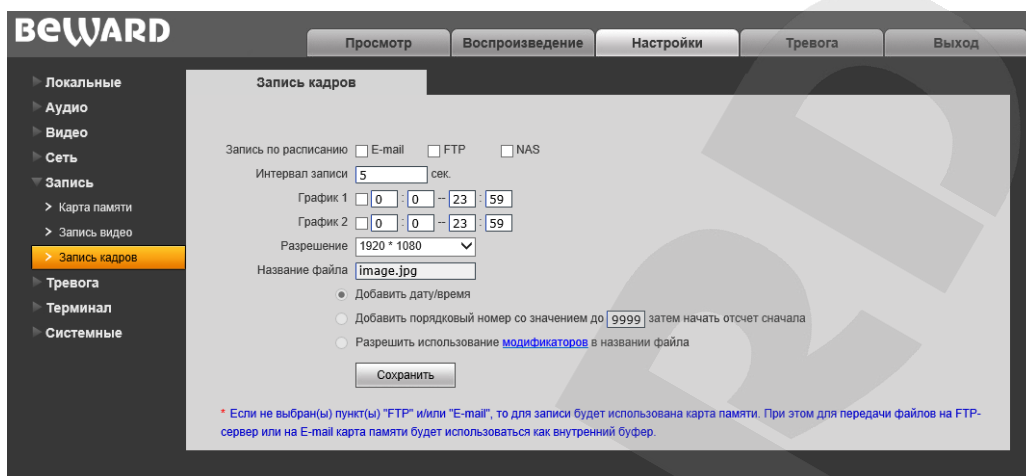 BEWARD
Просмотр Воспроизведение Настройки Тревога Выход
Локальные
Аудио
Видео
Сеть
Запись
Карта памяти
Запись видео
Запись кадров
Тревога
Терминал
Системные
Запись кадров
Запись по расписанию E-mail FTP NAS
Интервал записи 5 сек.
График 1 0 : 0 -- 23 : 59
График 2 0 : 0 -- 23 : 59
Разрешение 1920 * 1080
Название файла image.jpg
Добавить дату/время
Добавить порядковый номер со значением до 9999 затем начать отсчет сначала
Разрешить использование модификаторов в названии файла
Сохранить
* Если не выбран(ы) пункт(ы) "FTP" и/или "E-mail", то для записи будет использована карта памяти. При этом для передачи файлов на FTP-
сервер или на E-mail карта памяти будет использоваться как внутренний буфер.
RD